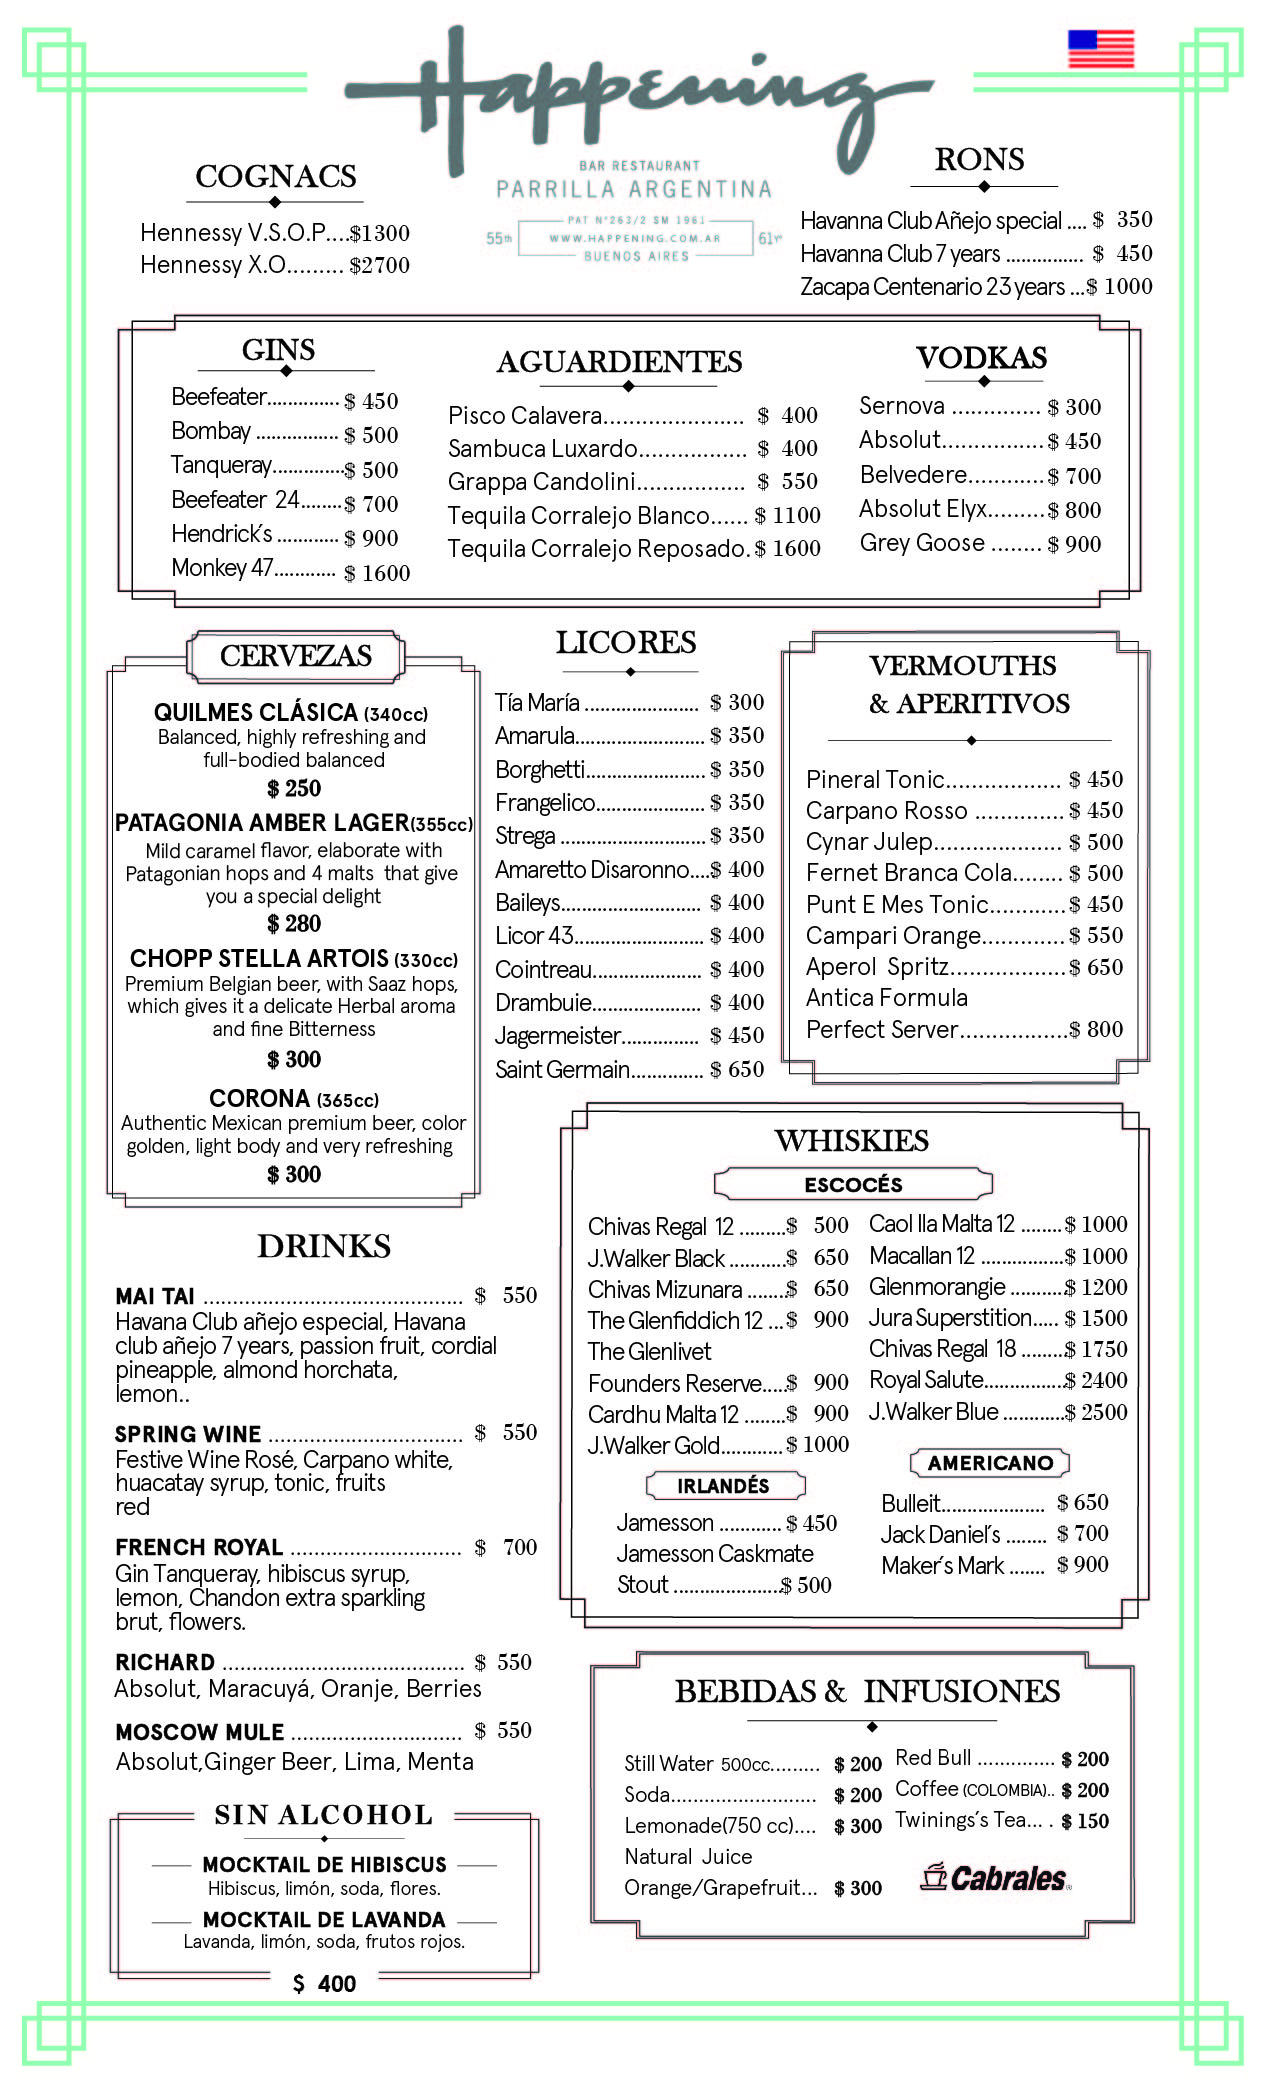 Happening
BAR RESTAURANT
PARRILLA ARGENTINA
PAT N°263/2 SM 1961
55th WWW.HAPPENING.COM.AR 61yr
BUENOS AIRES
COGNACS
Hennessy V.S.O.P....$1300
Hennessy X.O......... $2700
RONS
Havanna Club Añejo special .... $ 350
Havanna Club 7 years ............... $ 450
Zacapa Centenario 23 years ...$ 1000
GINS
Beefeater.............. $ 450
Bombay ................ $ 500
Tanqueray..............$ 500
Beefeater 24........$ 700
Hendrick´s ............ $ 900
Monkey 47............ $ 1600
AGUARDIENTES
Pisco Calavera...................... $ 400
Sambuca Luxardo................. $ 400
Grappa Candolini................. $ 550
Tequila Corralejo Blanco...... $ 1100
Tequila Corralejo Reposado. $ 1600
VODKAS
Sernova ............. $ 300
Absolut...............$ 450
Belvedere............$ 700
Absolut Elyx.........$ 800
Grey Goose ........ $ 900
CERVEZAS
QUILMES CLÁSICA (340cc)
Balanced, highly refreshing and
full-bodied balanced
$ 250
PATAGONIA AMBER LAGER(355cc)
Mild caramel flavor, elaborate with
Patagonian hops and 4 malts that give
you a special delight
$ 280
CHOPP STELLA ARTOIS (330cc)
Premium Belgian beer, with Saaz hops,
which gives it a delicate Herbal aroma
and fine Bitterness
$ 300
CORONA (365cc)
Authentic Mexican premium beer, color
golden, light body and very refreshing
$ 300
LICORES
Tía María ...................... $ 300
Amarula......................... $ 350
Borghetti....................... $ 350
Frangelico..................... $ 350
Strega ............................ $ 350
Amaretto Disaronno....$ 400
Baileys........................... $ 400
Licor 43......................... $ 400
Cointreau..................... $ 400
Drambuie..................... $ 400
Jagermeister............... $ 450
Saint Germain.............. $ 650
VERMOUTHS
& APERITIVOS
Pineral Tonic.................. $ 450
Carpano Rosso .............. $ 450
Cynar Julep.................... $ 500
Fernet Branca Cola........ $ 500
Punt E Mes Tonic............$ 450
Campari Orange.............$ 550
Aperol Spritz..................$ 650
Antica Formula
Perfect Server.................$ 800
WHISKIES
ESCOCÉS
Chivas Regal 12 .........$ 500
J.Walker Black ...........$ 650
Chivas Mizunara .......$ 650
The Glenfiddich 12 ...$ 900
The Glenlivet
Founders Reserve.....$ 900
Cardhu Malta 12 ........$ 900
J.Walker Gold............ $ 1000
Caol Ila Malta 12 ........$ 1000
Macallan 12 ................$ 1000
Glenmorangie ...........$ 1200
Jura Superstition..... $ 1500
Chivas Regal 18 .........$ 1750
Royal Salute................$ 2400
J.Walker Blue ............$ 2500
IRLANDÉS
Jamesson ............ $ 450
Jamesson Caskmate
Stout .....................$ 500
AMERICANO
Bulleit.................... $ 650
Jack Daniel´s ........ $ 700
Maker´s Mark ....... $ 900
DRINKS
MAI TAI ........................................... $ 550
Havana Club añejo especial, Havana
club añejo 7 years, passion fruit, cordial
pineapple, almond horchata,
lemon..
SPRING WINE ................................ $ 550
Festive Wine Rosé, Carpano white,
huacatay syrup, tonic, fruits
red
FRENCH ROYAL ............................ $ 700
Gin Tanqueray, hibiscus syrup,
lemon, Chandon extra sparkling
brut, flowers.
RICHARD ........................................ $ 550
Absolut, Maracuyá, Oranje, Berries
MOSCOW MULE ............................ $ 550
Absolut,Ginger Beer, Lima, Menta
SIN ALCOHOL
MOCKTAIL DE HIBISCUS
Hibiscus, limón, soda, flores.
MOCKTAIL DE LAVANDA
Lavanda, limón, soda, frutos rojos.
$ 400
BEBIDAS & INFUSIONES
Still Water 500cc......... $ 200
Soda.......................... $ 200
Lemonade(750 cc).... $ 300
Natural Juice
Orange/Grapefruit... $ 300
Red Bull ............. $ 200
Coffee (COLOMBIA).. $ 200
Twinings´s Tea... . $ 150
Cabrales®